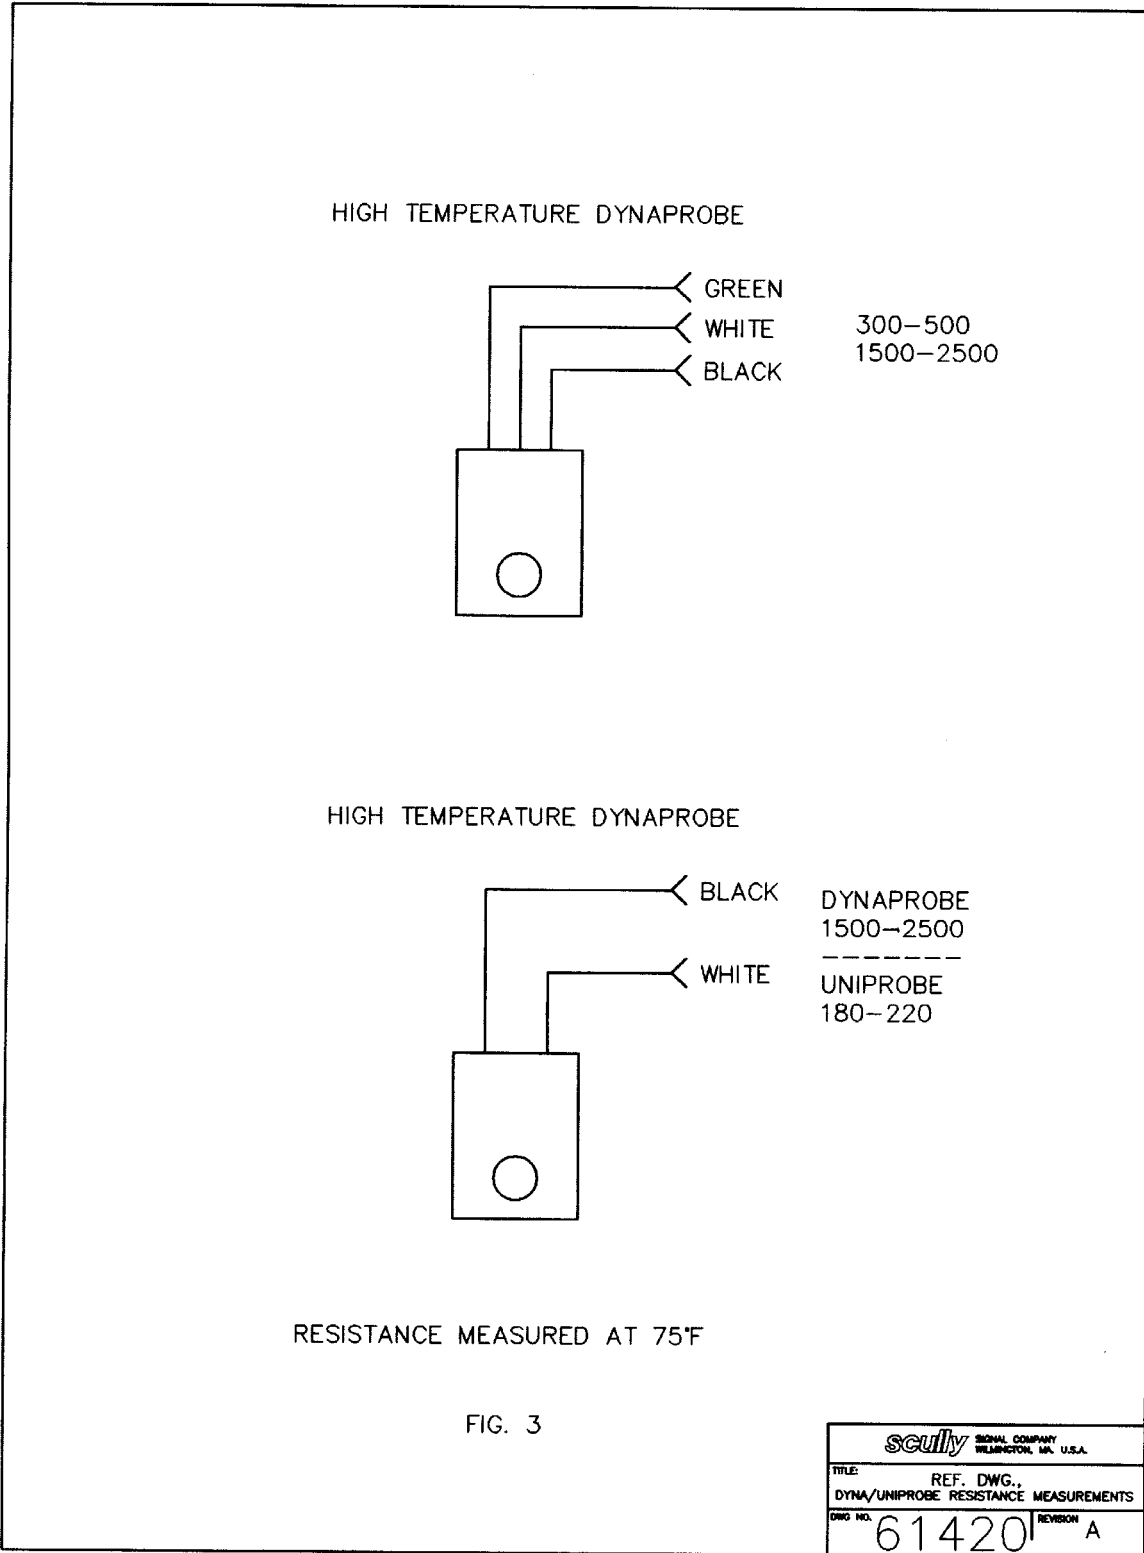 HIGH TEMPERATURE DYNAPROBE
GREEN
WHITE
BLACK
300-500
1500-2500
HIGH TEMPERATURE DYNAPROBE
BLACK
WHITE
DYNAPROBE
1500-2500
-------
UNIPROBE
180-220
RESISTANCE MEASURED AT 75°F
FIG. 3
scully SIGNAL COMPANY
WILMINGTON, MA. U.S.A.
TITLE:
REF. DWG.,
DYNA/UNIPROBE RESISTANCE MEASUREMENTS
DWG NO. 61420 REVISION A